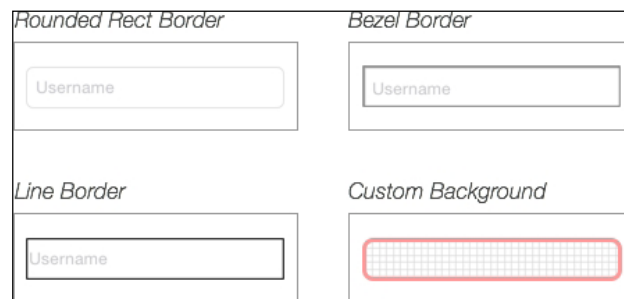 Rounded Rect Border
Bezel Border
Username
Username
Line Border
Custom Background
Username